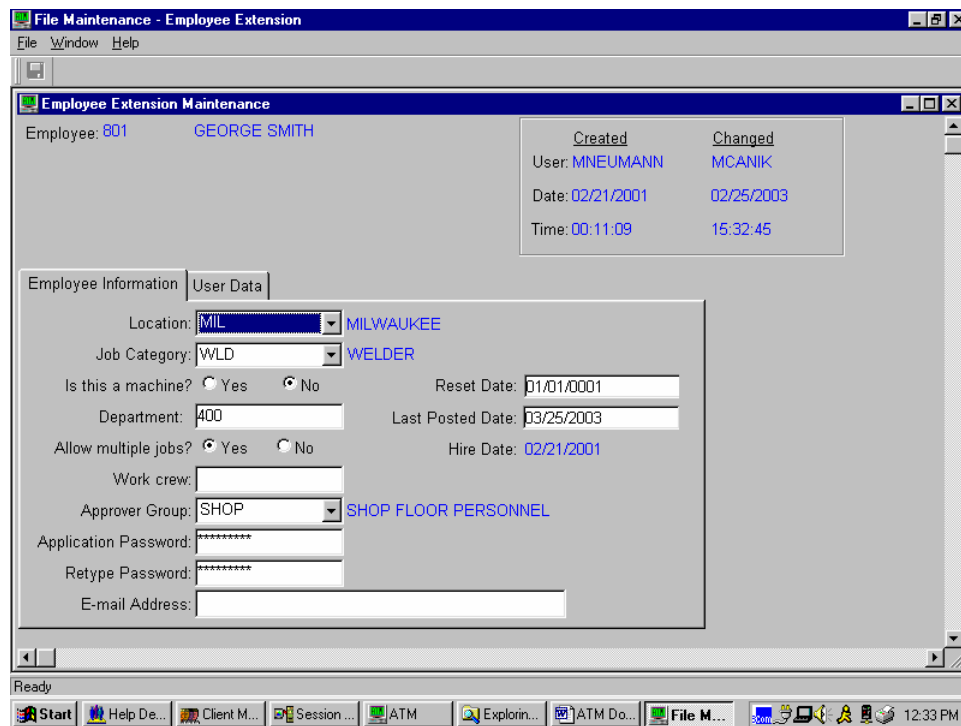 File Maintenance - Employee Extension
File Window Help
Employee Extension Maintenance
Employee: 801 GEORGE SMITH
Created Changed
User: MNEUMANN MCANIK
Date: 02/21/2001 02/25/2003
Time: 00:11:09 15:32:45
Employee Information User Data
Location: MIL MILWAUKEE
Job Category: WLD WELDER
Is this a machine? Yes No Reset Date: 01/01/0001
Department: 400 Last Posted Date: 03/25/2003
Allow multiple jobs? Yes No Hire Date: 02/21/2001
Work crew:
Approver Group: SHOP SHOP FLOOR PERSONNEL
Application Password: *********
Retype Password: *********
E-mail Address:
Ready
Start Help De... Client M... Session ... ATM Explorin... ATM Do... File M... 3Com 12:33 PM